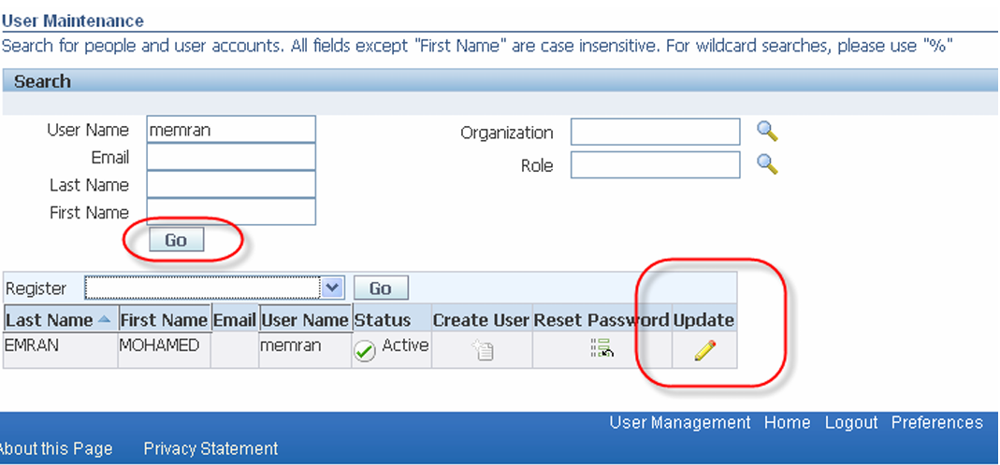 User Maintenance
Search for people and user accounts. All fields except "First Name" are case insensitive. For wildcard searches, please use "%"
Search
User Name memran Organization
Email Role
Last Name
First Name
Go
Register Go
Last Name First Name Email User Name Status Create User Reset Password Update
EMRAN MOHAMED memran Active
User Management Home Logout Preferences
About this Page Privacy Statement